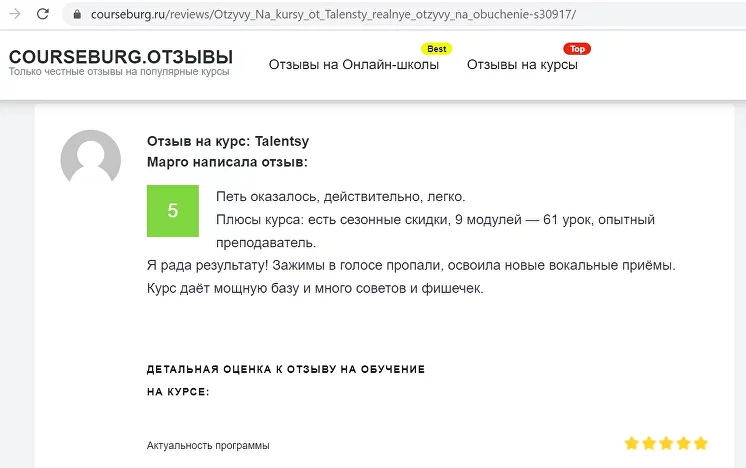 courseburg.ru/reviews/Otzyvy_Na_kursy_ot_Talensty_realnye_otzyvy_na_obuchenie-s30917/
COURSEBURG.ОТЗЫВЫ
Только честные отзывы на популярные курсы
Отзывы на Онлайн-школы
Best
Отзывы на курсы
Top
Отзыв на курс: Talentsy
Марго написала отзыв:
5
Петь оказалось, действительно, легко.
Плюсы курса: есть сезонные скидки, 9 модулей — 61 урок, опытный
преподаватель.
Я рада результату! Зажимы в голосе пропали, освоила новые вокальные приёмы.
Курс даёт мощную базу и много советов и фишечек.
ДЕТАЛЬНАЯ ОЦЕНКА К ОТЗЫВУ НА ОБУЧЕНИЕ
НА КУРСЕ:
Актуальность программы